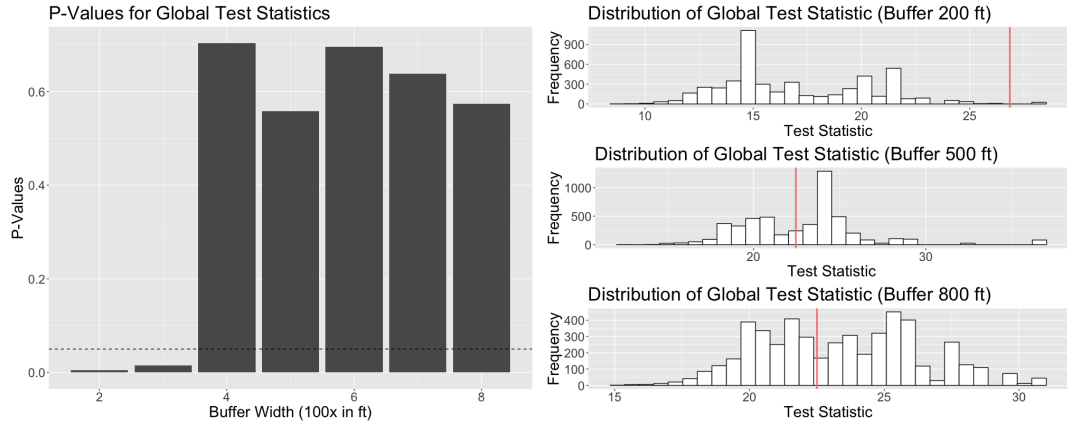 P-Values for Global Test Statistics
P-Values
0.6
0.4
0.2
0.0
2 4 6 8
Buffer Width (100x in ft)
Distribution of Global Test Statistic (Buffer 200 ft)
Frequency
900
600
300
0
10 15 20 25
Test Statistic
Distribution of Global Test Statistic (Buffer 500 ft)
Frequency
1000
500
0
20 30
Test Statistic
Distribution of Global Test Statistic (Buffer 800 ft)
Frequency
400
300
200
100
0
15 20 25 30
Test Statistic